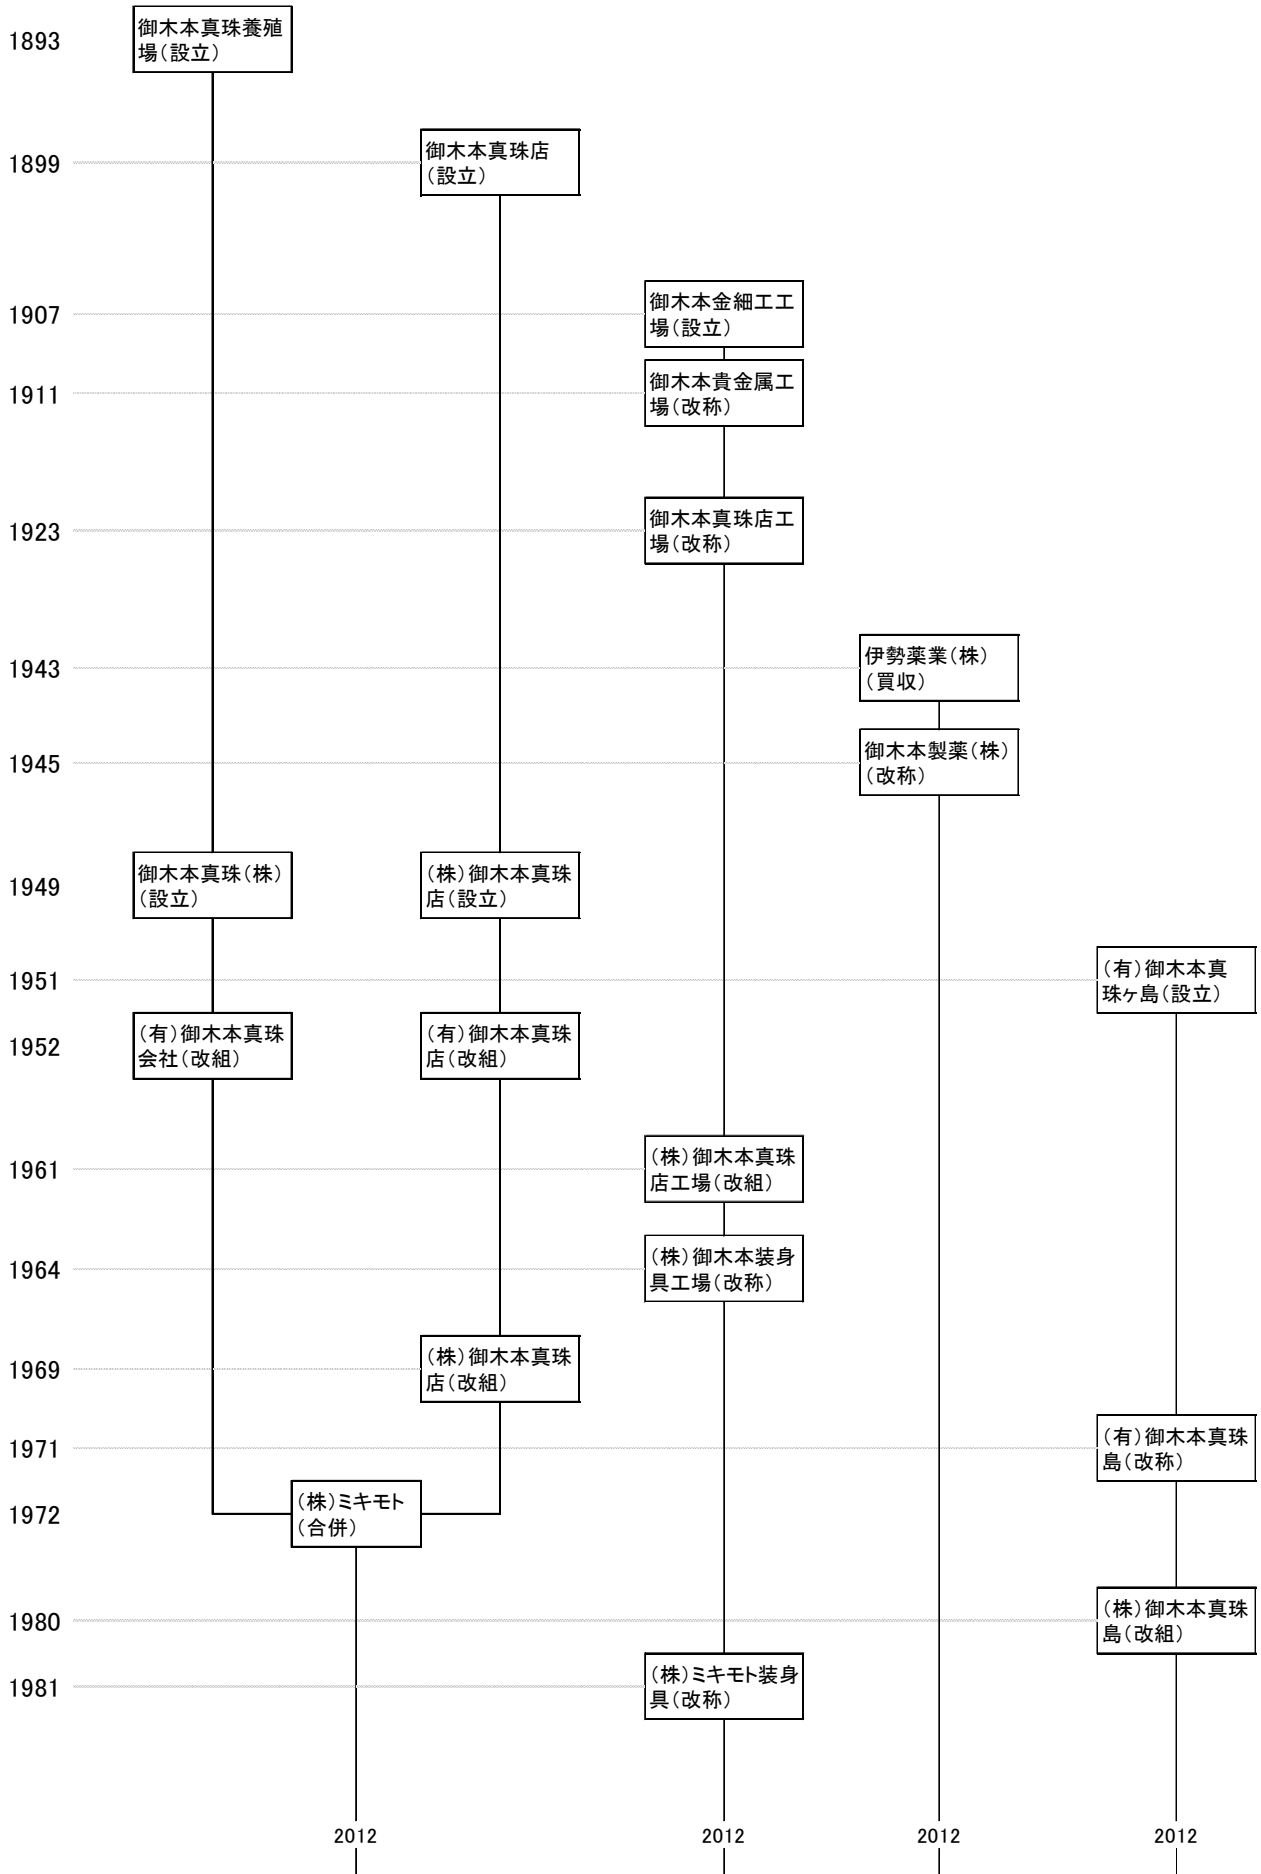 1893
御木本真珠養殖
場(設立)
1899
御木本真珠店
(設立)
1907
御木本金細工工
場(設立)
1911
御木本貴金属工
場(改称)
1923
御木本真珠店工
場(改称)
1943
伊勢薬業(株)
(買収)
1945
御木本製薬(株)
(改称)
1949
御木本真珠(株)
(設立)
(株)御木本真珠
店(設立)
1951
(有)御木本真
珠ヶ島(設立)
1952
(有)御木本真珠
会社(改組)
(有)御木本真珠
店(改組)
1961
(株)御木本真珠
店工場(改組)
1964
(株)御木本装身
具工場(改称)
1969
(株)御木本真珠
店(改組)
1971
(有)御木本真珠
島(改称)
1972
(株)ミキモト
(合併)
1980
(株)御木本真珠
島(改組)
1981
(株)ミキモト装身
具(改称)
2012
2012
2012
2012